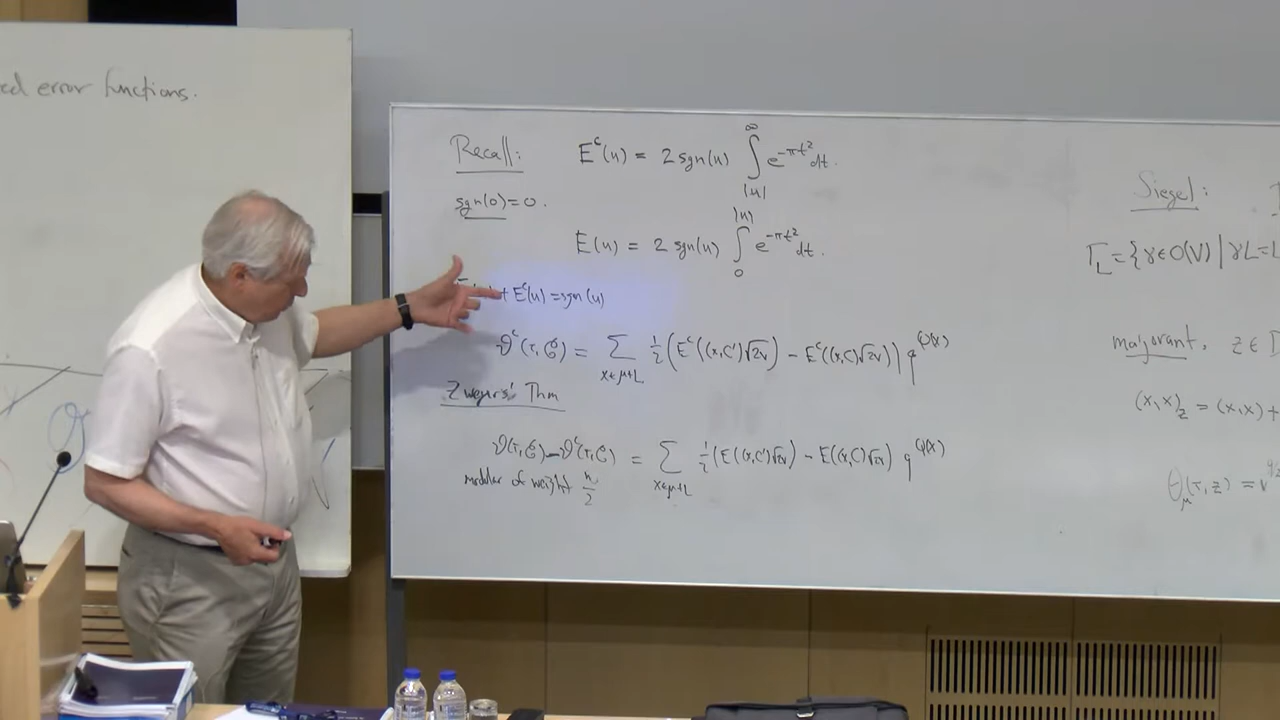 ed error functions.
Recall: E^c(u) = 2 sgn(u) ∫_{|u|}^{∞} e^{-πt²} dt.
sgn(0) = 0.
E(u) = 2 sgn(u) ∫_0^{|u|} e^{-πt²} dt.
+ E^c(u) = sgn(u)
ϑ^c(τ, C) = Σ_{x∈μ+L} ½(E^c((x,C')√2v) − E^c((x,C)√2v)) q^{Q(x)}
Zwegers' Thm
ϑ(τ, C) − ϑ^c(τ, C) = Σ_{x∈μ+L} ½(E((x,C')√2v) − E((x,C)√2v) q^{Q(x)}
modular of weight n/2
Siegel:
Γ_L = {γ∈O(V) | γL = L
majorant, z ∈
(x,x)_z = (x,x) +
θ_μ(τ, z) = v